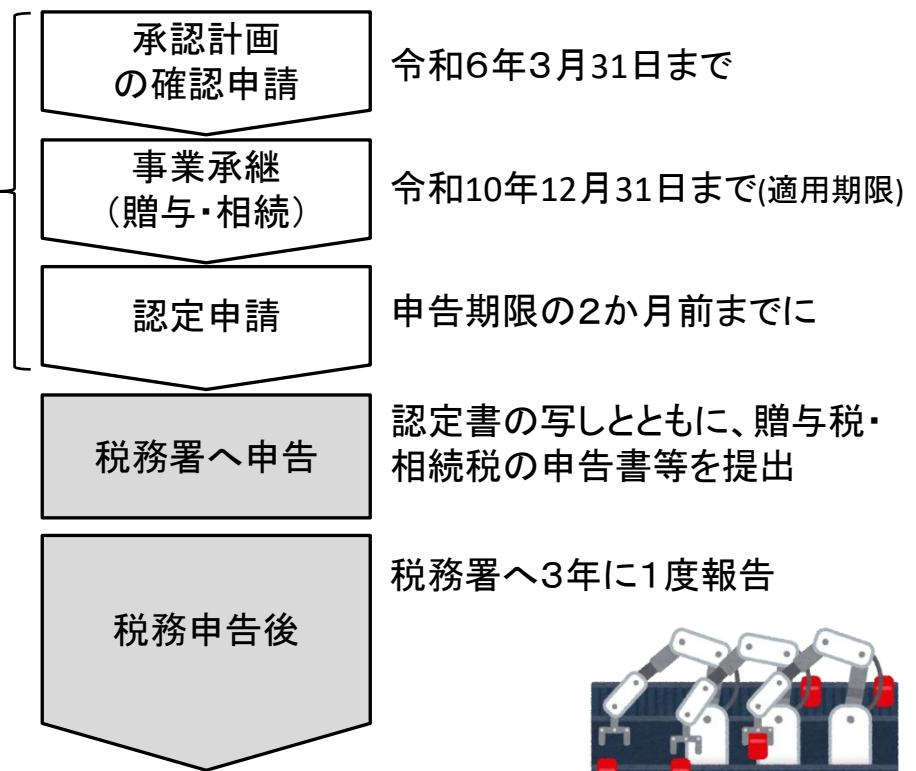 承認計画
の確認申請
令和6年3月31日まで
事業承継
(贈与・相続)
令和10年12月31日まで(適用期限)
認定申請
申告期限の2か月前までに
税務署へ申告
認定書の写しとともに、贈与税・
相続税の申告書等を提出
税務申告後
税務署へ3年に1度報告